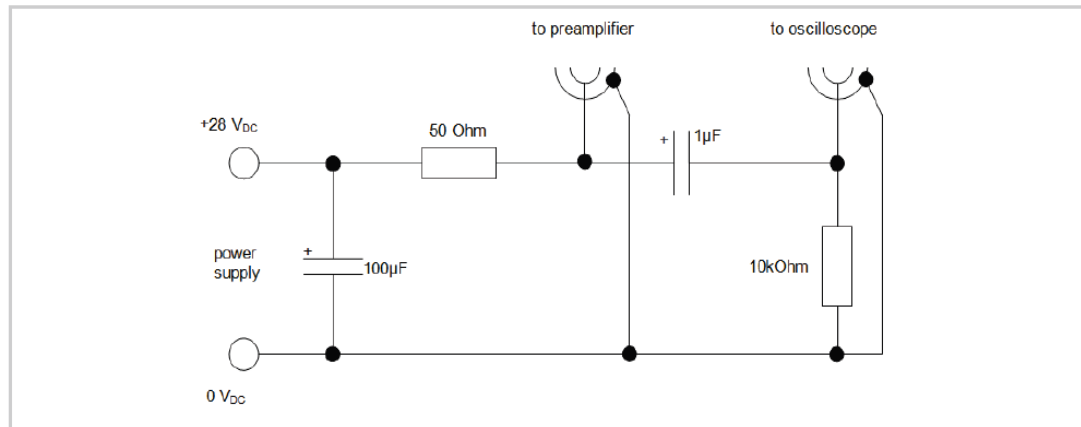 to preamplifier
to oscilloscope
+28 VDC
50 Ohm
+
1µF
power
supply
+
100µF
10kOhm
0 VDC